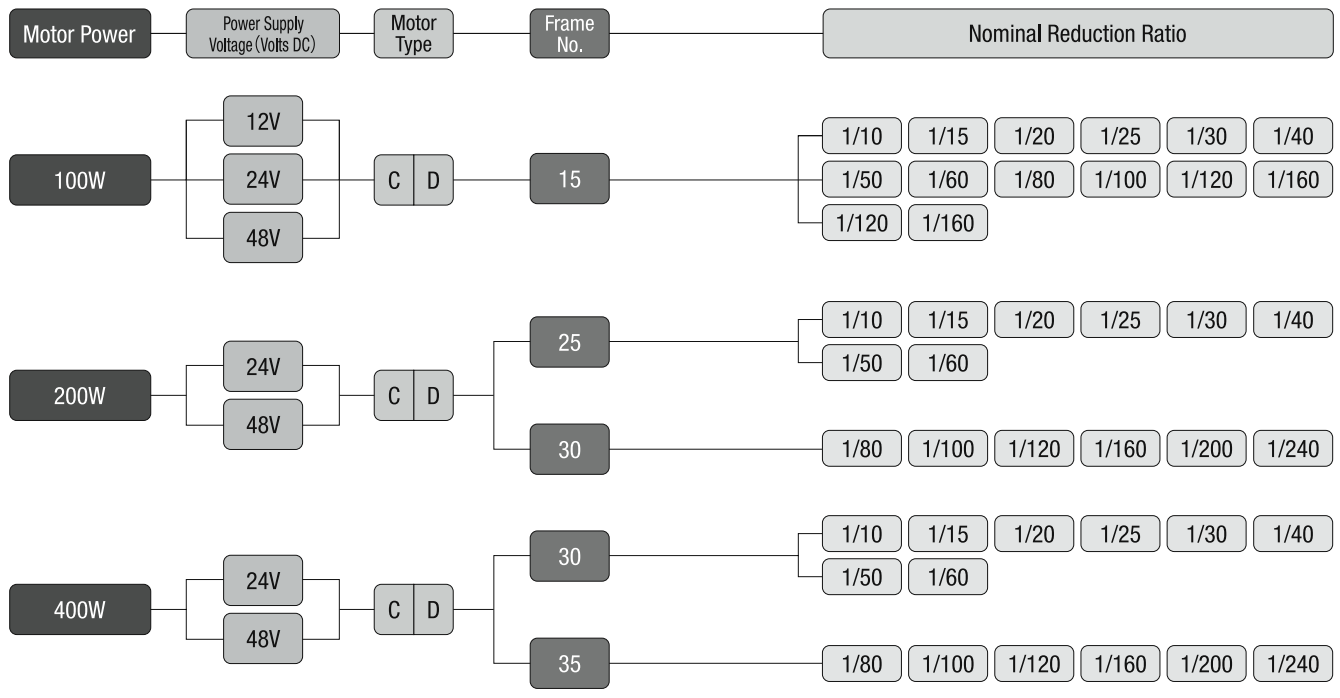 Motor Power
Power Supply
Voltage (Volts DC)
Motor
Type
Frame
No.
Nominal Reduction Ratio
100W
12V
24V
48V
C D
15
1/10 1/15 1/20 1/25 1/30 1/40
1/50 1/60 1/80 1/100 1/120 1/160
1/120 1/160
200W
24V
48V
C D
25
1/10 1/15 1/20 1/25 1/30 1/40
1/50 1/60
30
1/80 1/100 1/120 1/160 1/200 1/240
400W
24V
48V
C D
30
1/10 1/15 1/20 1/25 1/30 1/40
1/50 1/60
35
1/80 1/100 1/120 1/160 1/200 1/240